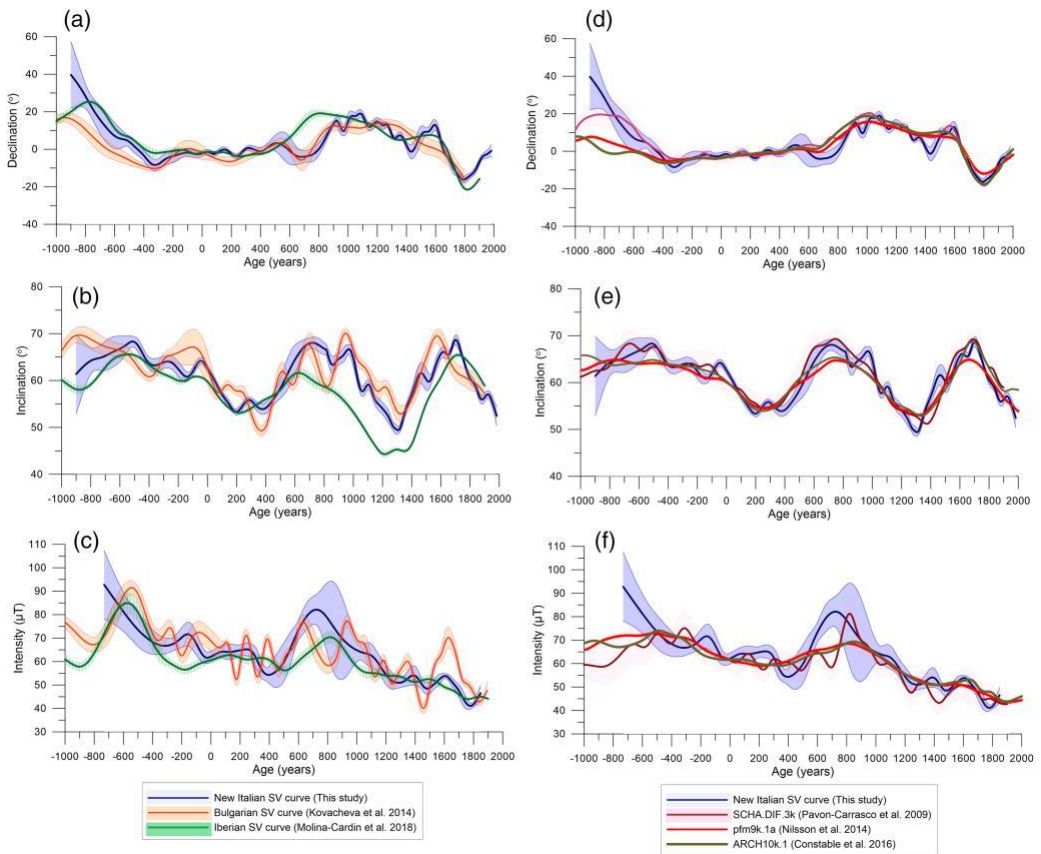 (a)
60
40
20
0
-20
-40
Declination (º)
-1000 -800 -600 -400 -200 0 200 400 600 800 1000 1200 1400 1600 1800 2000
Age (years)
(b)
80
70
60
50
40
Inclination (º)
-1000 -800 -600 -400 -200 0 200 400 600 800 1000 1200 1400 1600 1800 2000
Age (years)
(c)
110
100
90
80
70
60
50
40
30
Intensity (µT)
-1000 -800 -600 -400 -200 0 200 400 600 800 1000 1200 1400 1600 1800 2000
Age (years)
New Italian SV curve (This study)
Bulgarian SV curve (Kovacheva et al. 2014)
Iberian SV curve (Molina-Cardin et al. 2018)
(d)
60
40
20
0
-20
-40
Declination (º)
-1000 -800 -600 -400 -200 0 200 400 600 800 1000 1200 1400 1600 1800 2000
Age (years)
(e)
80
70
60
50
40
Inclination (º)
-1000 -800 -600 -400 -200 0 200 400 600 800 1000 1200 1400 1600 1800 2000
Age (years)
(f)
110
100
90
80
70
60
50
40
30
Intensity (µT)
-1000 -800 -600 -400 -200 0 200 400 600 800 1000 1200 1400 1600 1800 2000
Age (years)
New Italian SV curve (This study)
SCHA.DIF.3k (Pavon-Carrasco et al. 2009)
pfm9k.1a (Nilsson et al. 2014)
ARCH10k.1 (Constable et al. 2016)